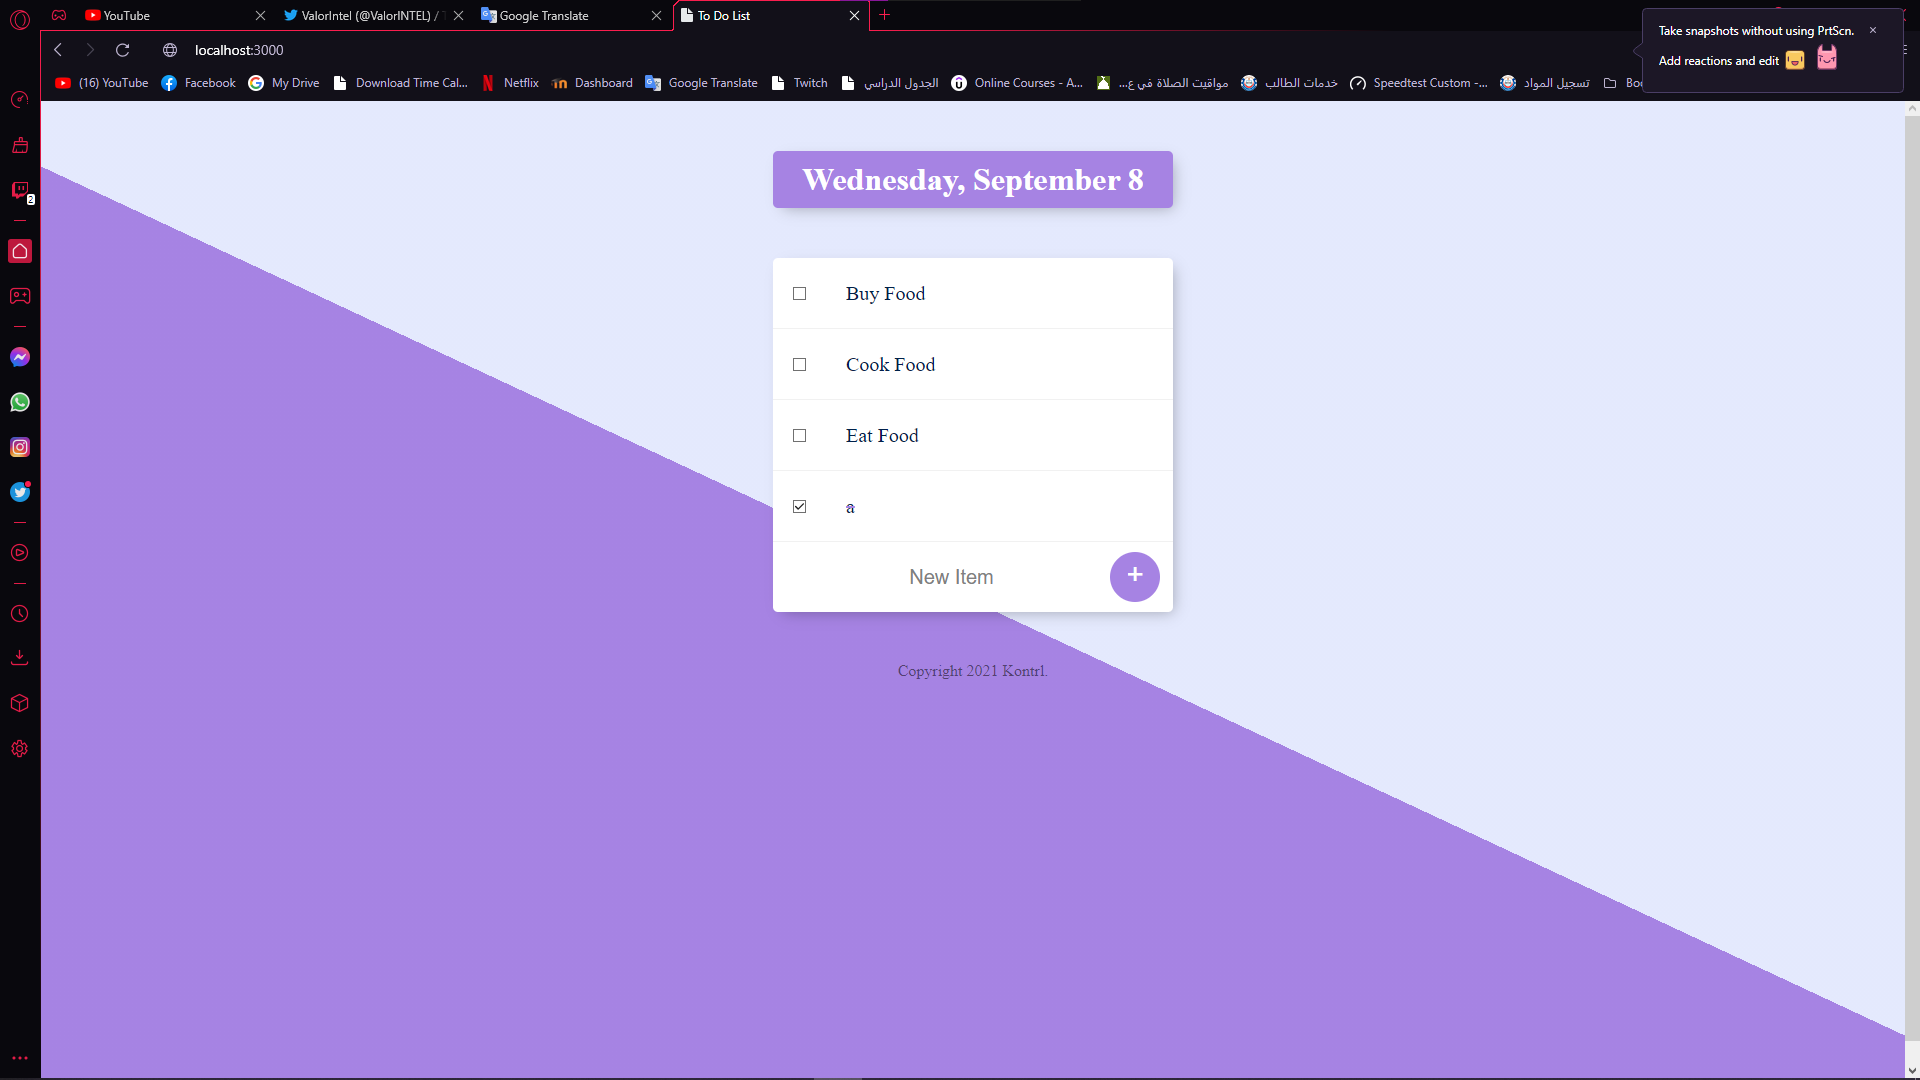 YouTube
ValorIntel (@ValorINTEL) /
Google Translate
To Do List
localhost:3000
Take snapshots without using PrtScn.
Add reactions and edit
(16) YouTube
Facebook
My Drive
Download Time Cal...
Netflix
Dashboard
Google Translate
Twitch
الجدول الدراسي
Online Courses - A...
مواقيت الصلاة في ع...
خدمات الطالب
Speedtest Custom -...
تسجيل المواد
2
Wednesday, September 8
Buy Food
Cook Food
Eat Food
a
New Item
+
Copyright 2021 Kontrl.